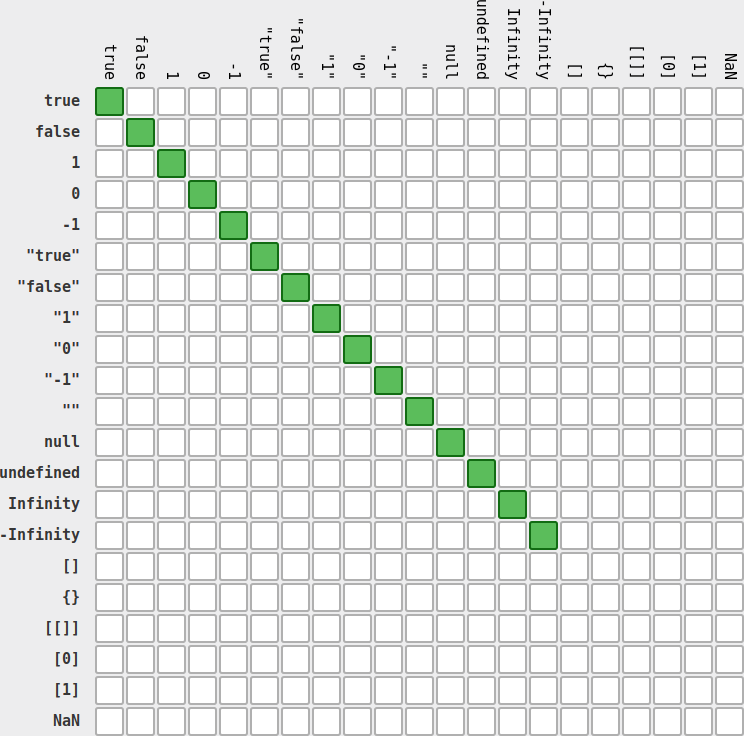 true
false
1
0
-1
"true"
"false"
"1"
"0"
"-1"
""
null
undefined
Infinity
-Infinity
[]
{}
[[]]
[0]
[1]
NaN
true
false
1
0
-1
"true"
"false"
"1"
"0"
"-1"
""
null
undefined
Infinity
-Infinity
[]
{}
[[]]
[0]
[1]
NaN